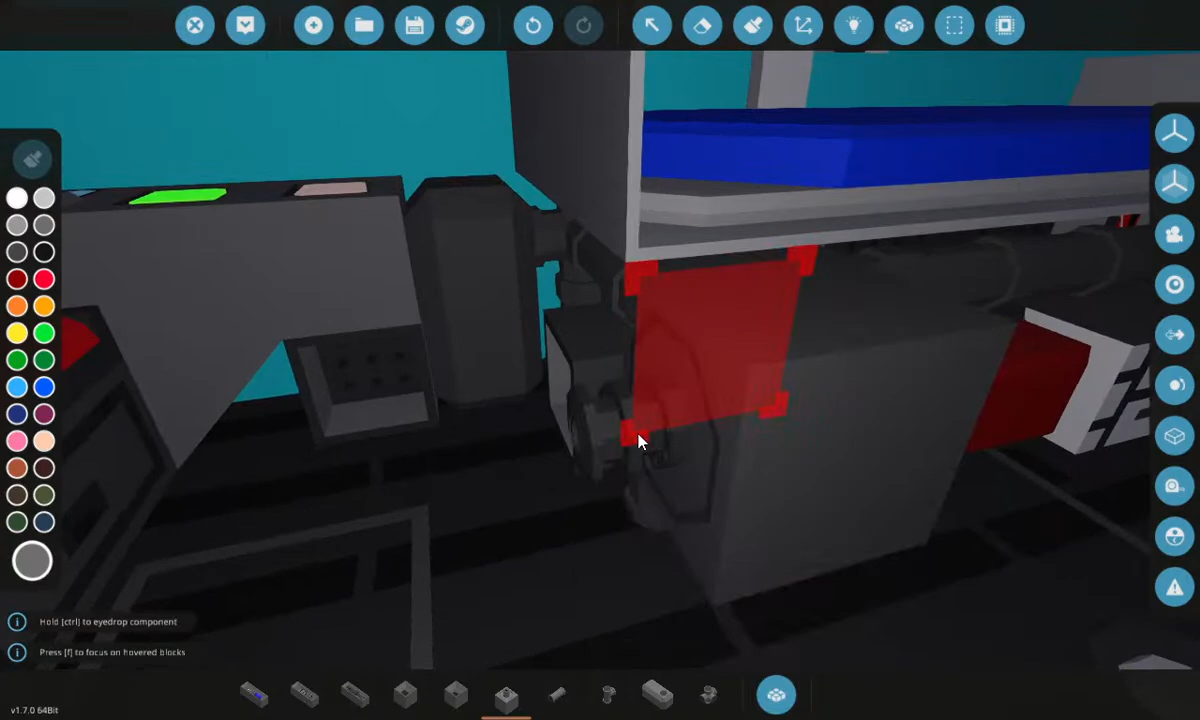 Hold [ctrl] to eyedrop component
Press [f] to focus on hovered blocks
v1.7.0 64Bit